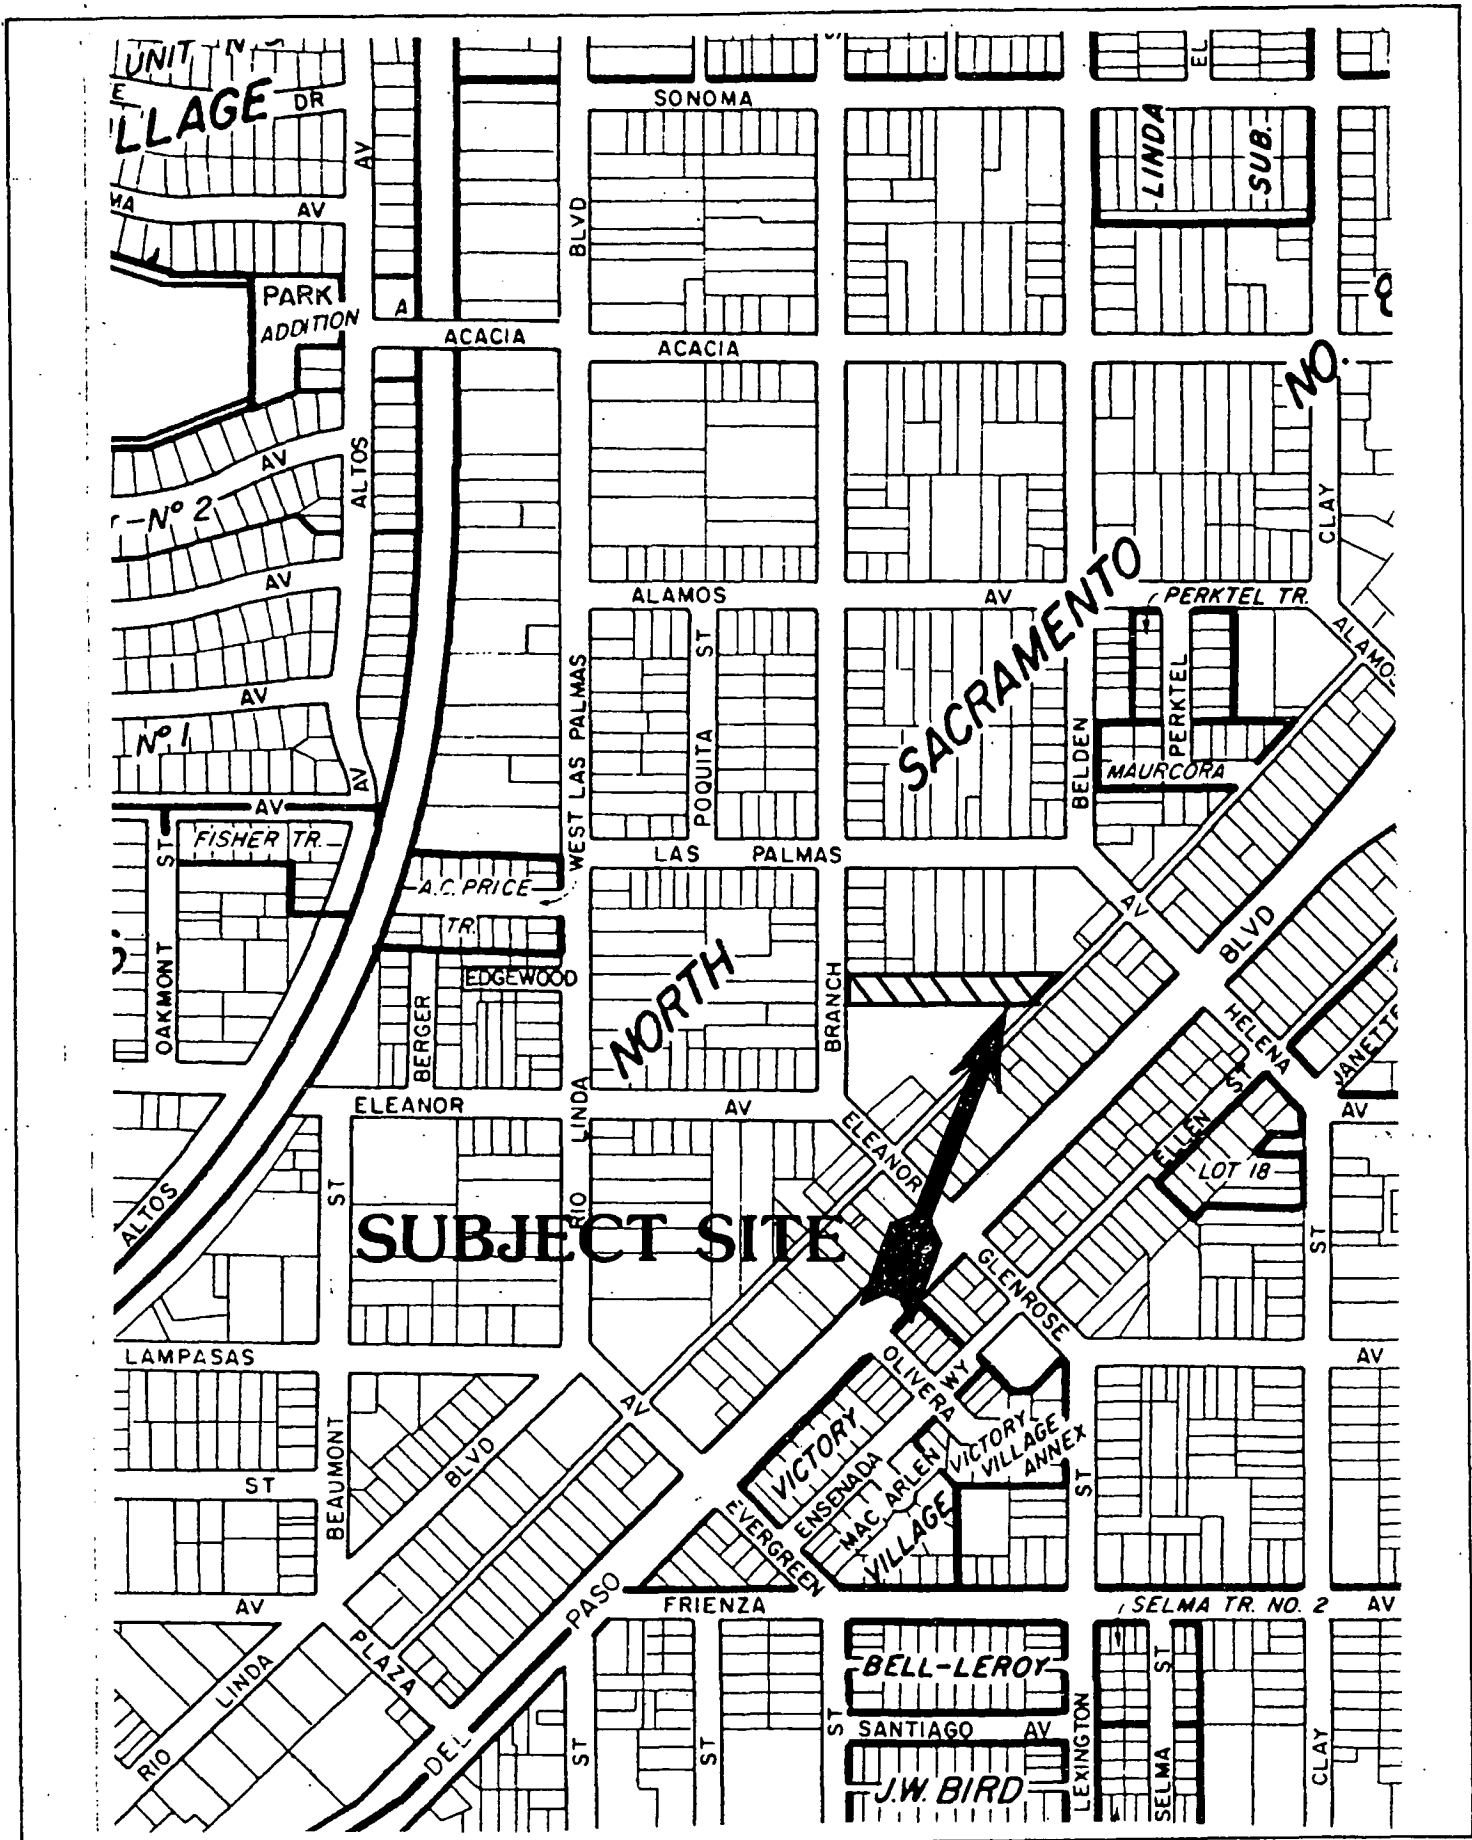 UNIT
LLAGE
DR
SONOMA
EL
LINDA
SUB.
AV
BLVD
MA
AV
PARK
ADDITION
A
ACACIA
ACACIA
NO.
AV
ALTOS
Nº 2
CLAY
AV
ALAMOS
AV
PERKTEL TR.
ST
ALAMOS
SACRAMENTO
PERKTEL
AV
Nº 1
WEST LAS PALMAS
POQUITA
BELDEN
MAURCORA
AV
AV
FISHER TR.
ST
LAS PALMAS
A.C. PRICE
TR.
AV
BLVD
OAKMONT
EDGEWOOD
NORTH
BRANCH
BERGER
HELENA
JANETTE
ELEANOR
LINDA
AV
ELEANOR
ELLEN
ST
AV
LOT 18
ALTOS
ST
RIO
SUBJECT SITE
ST
GLENROSE
LAMPASAS
OLIVERA
WY
AV
AV
VICTORY
VICTORY
VILLAGE
ANNEX
BEAUMONT
BLVD
ENSENADA
MAC ARLEN
ST
ST
EVERGREEN
VILLAGE
PASO
AV
FRIENZA
SELMA TR. NO. 2
AV
LINDA
PLAZA
BELL-LEROY
ST
RIO
DEL
ST
ST
ST
SANTIAGO
AV
LEXINGTON
SELMA
CLAY
J.W. BIRD